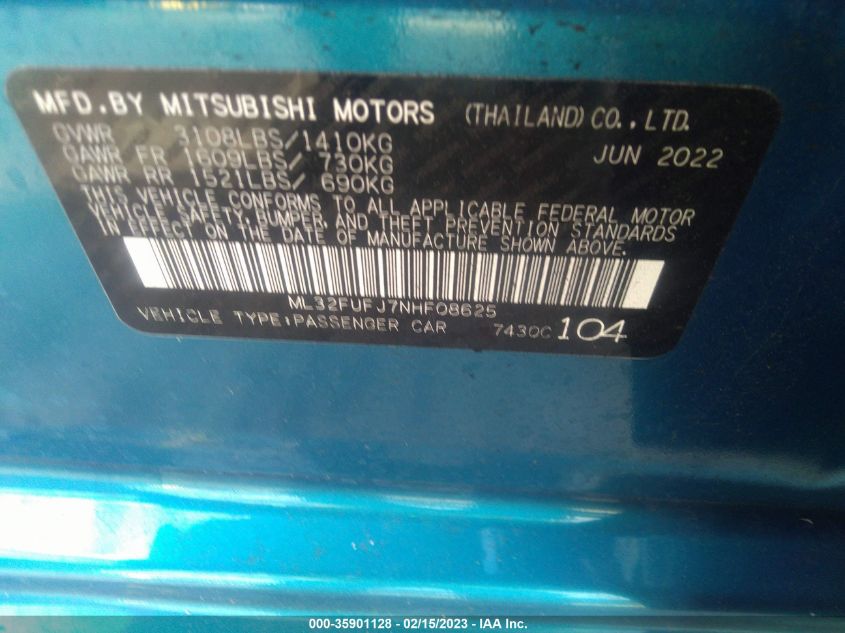 MFD.BY MITSUBISHI MOTORS (THAILAND) CO., LTD.
GVWR 3108LBS/1410KG
JUN 2022
GAWR FR 1609LBS/ 730KG
GAWR RR 1521LBS/ 690KG
THIS VEHICLE CONFORMS TO ALL APPLICABLE FEDERAL MOTOR
VEHICLE SAFETY, BUMPER, AND THEFT PREVENTION STANDARDS
IN EFFECT ON THE DATE OF MANUFACTURE SHOWN ABOVE.
ML32FUFJ7NHF08625
VEHICLE TYPE:PASSENGER CAR 7430C 104
000-35901128 - 02/15/2023 - IAA Inc.